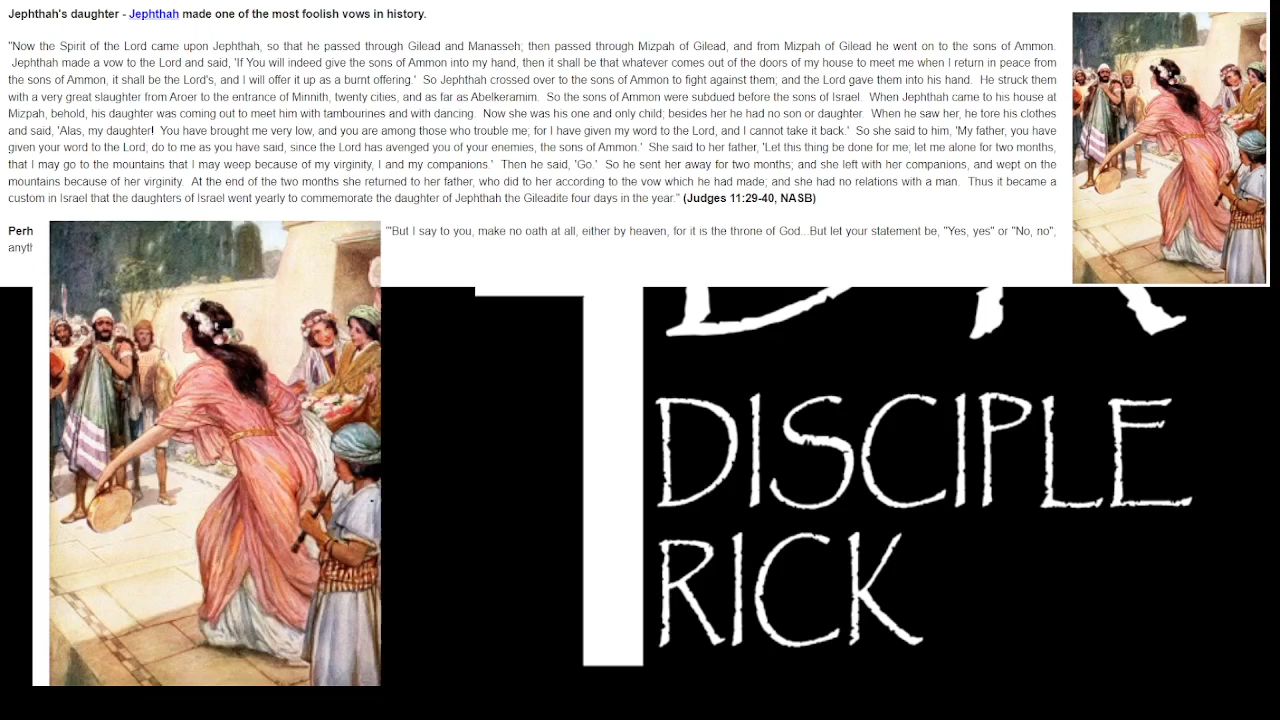 Jephthah's daughter - Jephthah made one of the most foolish vows in history.
"Now the Spirit of the Lord came upon Jephthah, so that he passed through Gilead and Manasseh; then passed through Mizpah of Gilead, and from Mizpah of Gilead he went on to the sons of Ammon.
Jephthah made a vow to the Lord and said, 'If You will indeed give the sons of Ammon into my hand, then it shall be that whatever comes out of the doors of my house to meet me when I return in peace from
the sons of Ammon, it shall be the Lord's, and I will offer it up as a burnt offering.' So Jephthah crossed over to the sons of Ammon to fight against them; and the Lord gave them into his hand. He struck them
with a very great slaughter from Aroer to the entrance of Minnith, twenty cities, and as far as Abelkeramim. So the sons of Ammon were subdued before the sons of Israel. When Jephthah came to his house at
Mizpah, behold, his daughter was coming out to meet him with tambourines and with dancing. Now she was his one and only child; besides her he had no son or daughter. When he saw her, he tore his clothes
and said, 'Alas, my daughter! You have brought me very low, and you are among those who trouble me; for I have given my word to the Lord, and I cannot take it back.' So she said to him, 'My father, you have
given your word to the Lord; do to me as you have said, since the Lord has avenged you of your enemies, the sons of Ammon.' She said to her father, 'Let this thing be done for me; let me alone for two months,
that I may go to the mountains that I may weep because of my virginity, I and my companions.' Then he said, 'Go.' So he sent her away for two months; and she left with her companions, and wept on the
mountains because of her virginity. At the end of the two months she returned to her father, who did to her according to the vow which he had made; and she had no relations with a man. Thus it became a
custom in Israel that the daughters of Israel went yearly to commemorate the daughter of Jephthah the Gileadite four days in the year." (Judges 11:29-40, NASB)
Perh "'But I say to you, make no oath at all, either by heaven, for it is the throne of God...But let your statement be, "Yes, yes" or "No, no",
anyth
DISCIPLE
RICK